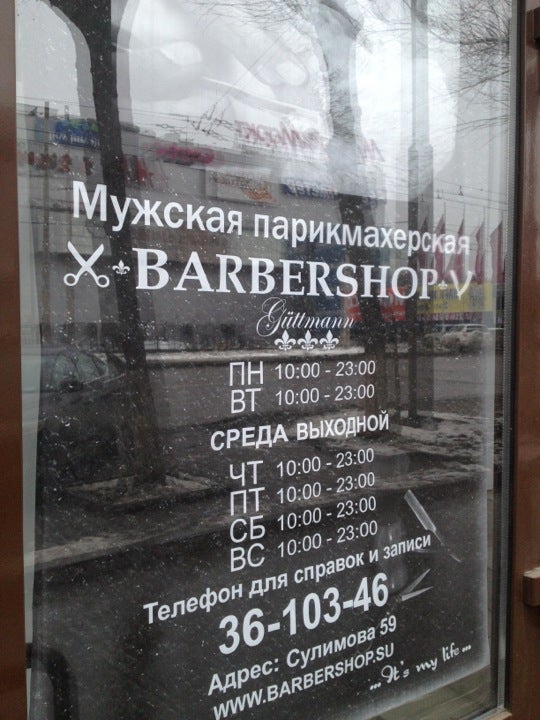 Мужская парикмахерская
BARBERSHOP
Güttmann
ПН 10:00 - 23:00
ВТ 10:00 - 23:00
СРЕДА ВЫХОДНОЙ
ЧТ 10:00 - 23:00
ПТ 10:00 - 23:00
СБ 10:00 - 23:00
ВС 10:00 - 23:00
Телефон для справок и записи
36-103-46
Адрес: Сулимова 59
WWW.BARBERSHOP.SU
...It's my life...